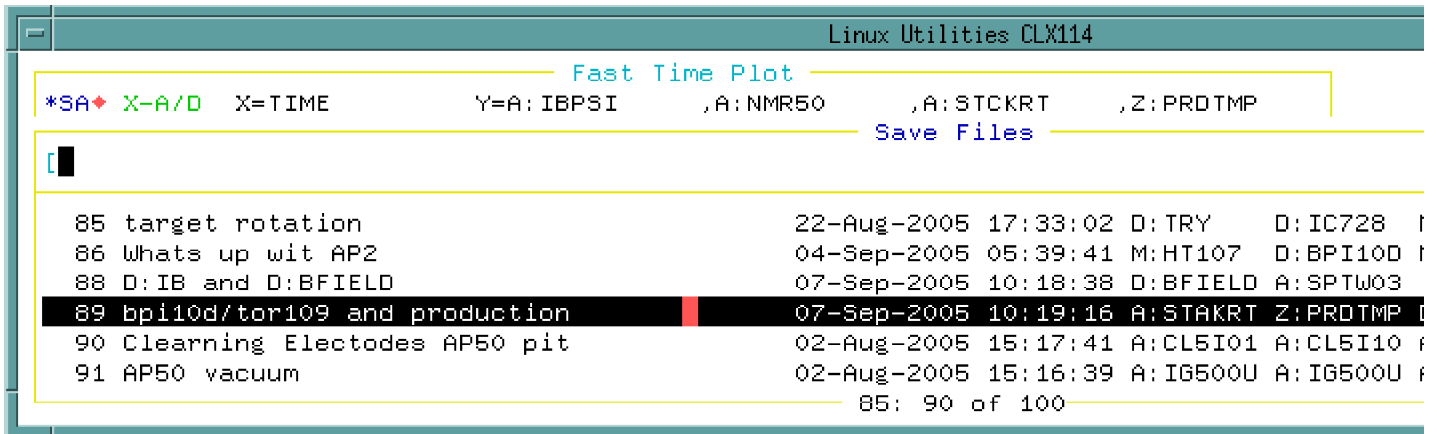 Linux Utilities CLX114
Fast Time Plot
*SA◆ X-A/D X=TIME Y=A:IBPSI ,A:NMR50 ,A:STCKRT ,Z:PRDTMP
Save Files
[
85 target rotation 22-Aug-2005 17:33:02 D:TRY D:IC728
86 Whats up wit AP2 04-Sep-2005 05:39:41 M:HT107 D:BPI10D
88 D:IB and D:BFIELD 07-Sep-2005 10:18:38 D:BFIELD A:SPTW03
89 bpi10d/tor109 and production 07-Sep-2005 10:19:16 A:STAKRT Z:PRDTMP
90 Clearning Electodes AP50 pit 02-Aug-2005 15:17:41 A:CL5I01 A:CL5I10
91 AP50 vacuum 02-Aug-2005 15:16:39 A:IG500U A:IG500U
85: 90 of 100